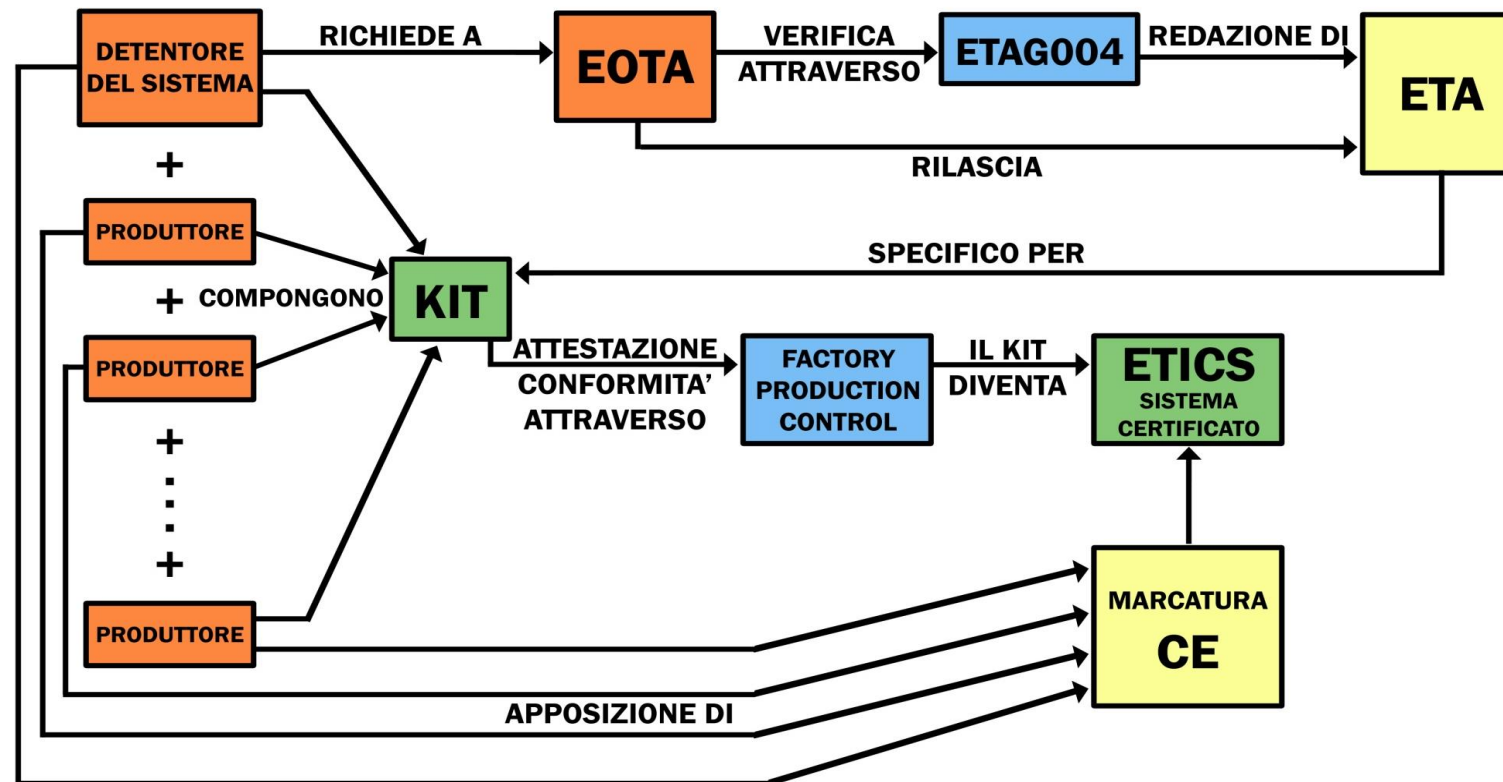 DETENTORE
DEL SISTEMA
RICHIEDE A
EOTA
VERIFICA
ATTRAVERSO
ETAG004
REDAZIONE DI
ETA
RILASCIA
+
PRODUTTORE
SPECIFICO PER
+
COMPONGONO
KIT
PRODUTTORE
ATTESTAZIONE
CONFORMITA'
ATTRAVERSO
FACTORY
PRODUCTION
CONTROL
IL KIT
DIVENTA
ETICS
SISTEMA
CERTIFICATO
+
+
PRODUTTORE
MARCATURA
CE
APPOSIZIONE DI